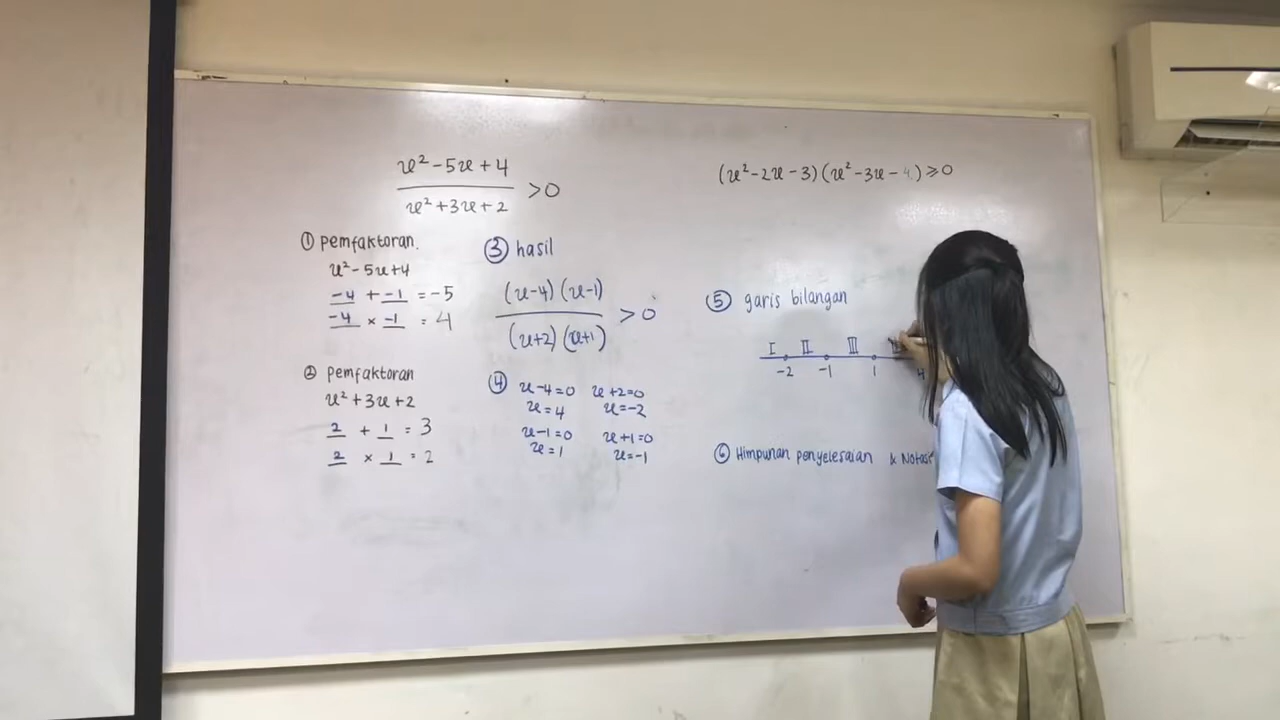 x² - 5x + 4
x² + 3x + 2
> 0
① Pemfaktoran.
x² - 5x + 4
-4 + -1 = -5
-4 x -1 = 4
② Pemfaktoran
x² + 3x + 2
2 + 1 = 3
2 x 1 = 2
③ hasil
(x-4) (x-1)
(x+2) (x+1)
> 0
④ x-4=0 x+2=0
x=4 x=-2
x-1=0 x+1=0
x=1 x=-1
(x² - 2x - 3) (x² - 3x - 4) ≥ 0
⑤ garis bilangan
I II III
-2 -1 1 4
⑥ Himpunan penyelesaian & Notasi